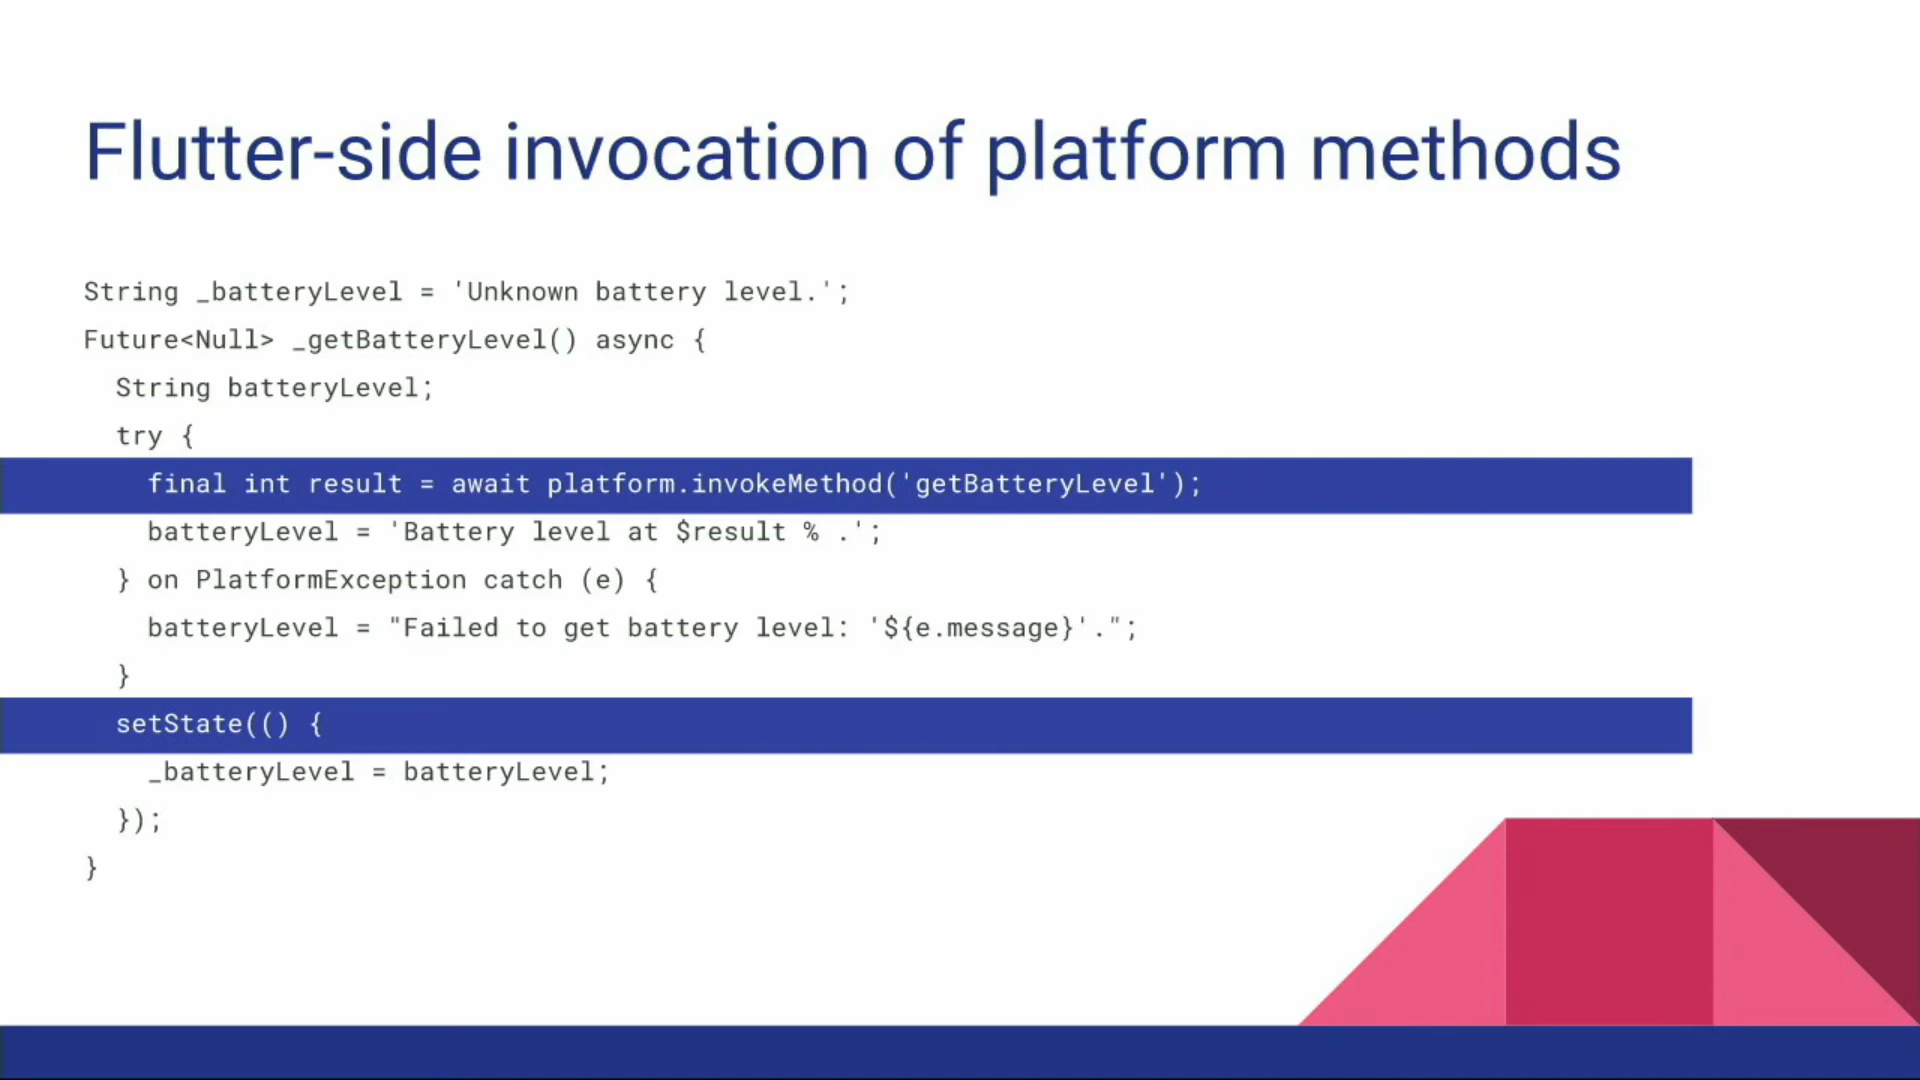 Flutter-side invocation of platform methods
String _batteryLevel = 'Unknown battery level.';
Future<Null> _getBatteryLevel() async {
  String batteryLevel;
  try {
    final int result = await platform.invokeMethod('getBatteryLevel');
    batteryLevel = 'Battery level at $result % .';
  } on PlatformException catch (e) {
    batteryLevel = "Failed to get battery level: '${e.message}'.";
  }
  setState(() {
    _batteryLevel = batteryLevel;
  });
}